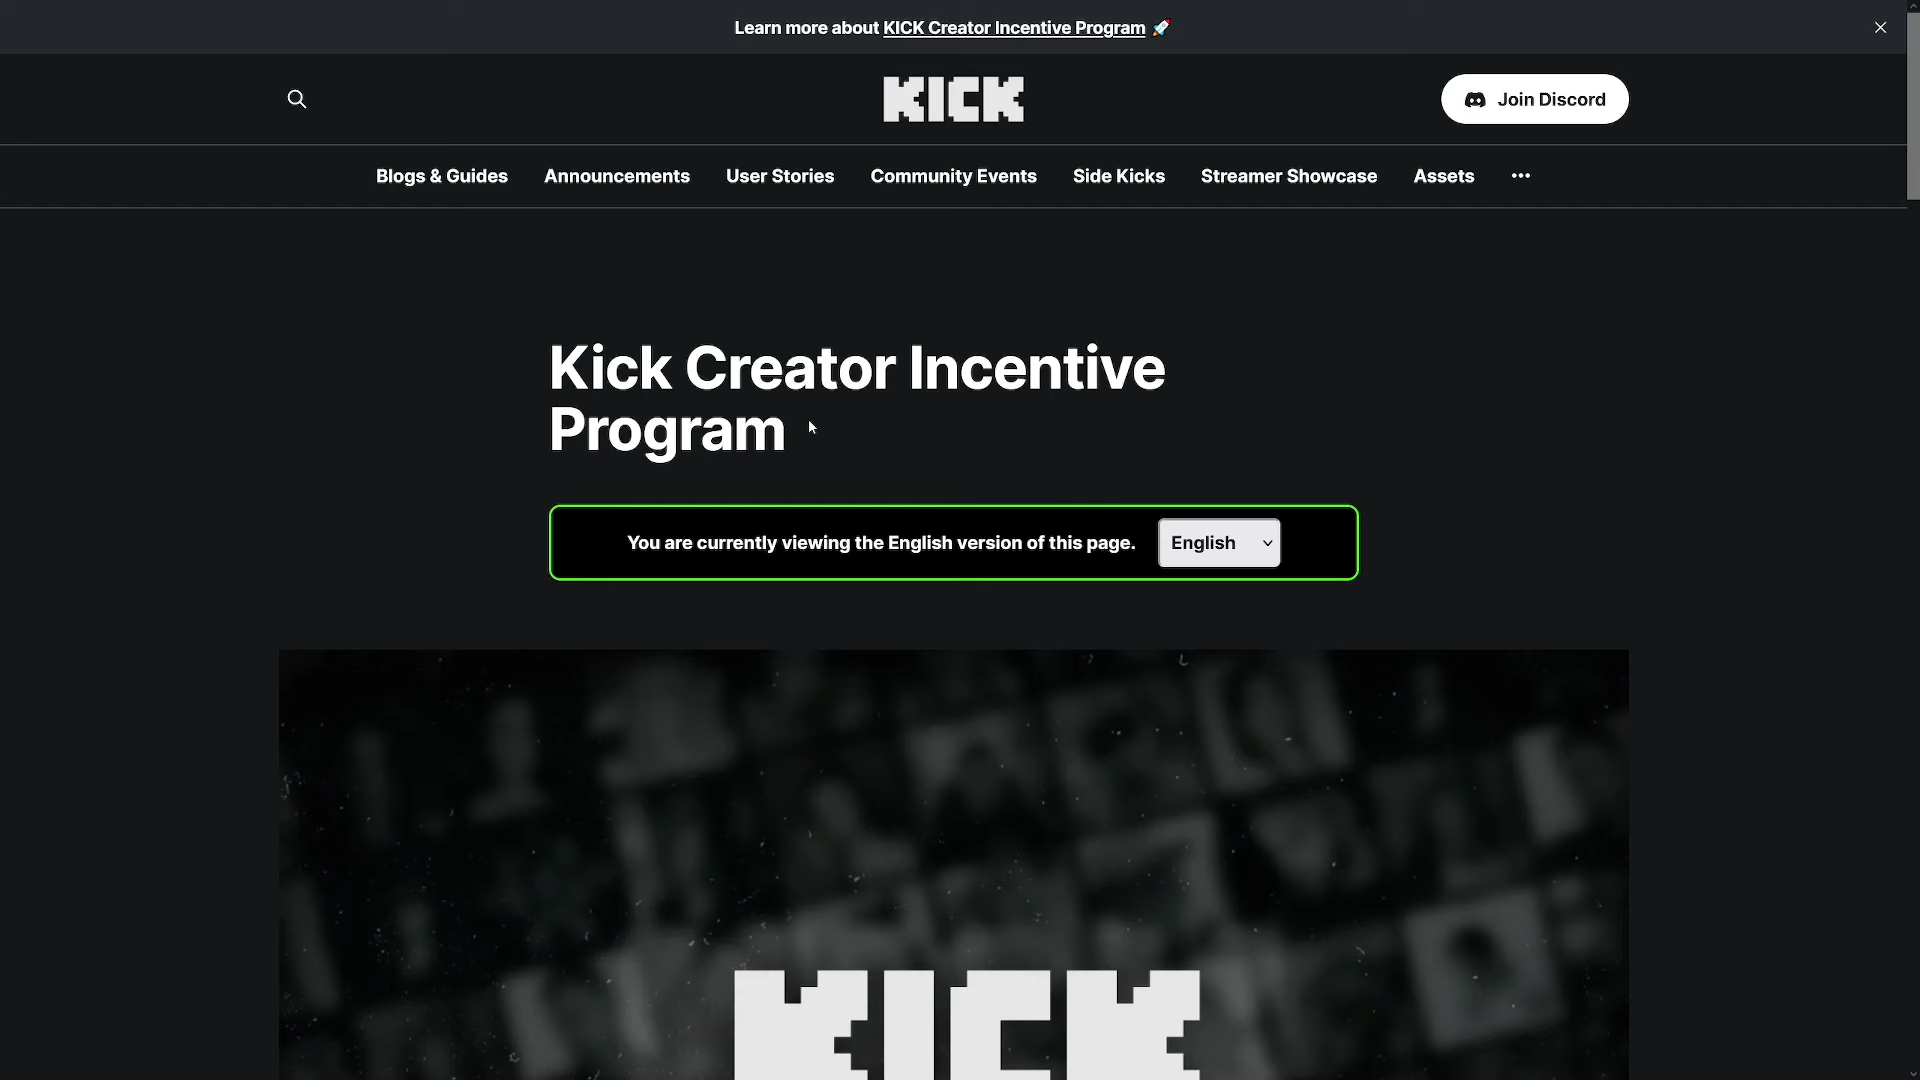 Learn more about KICK Creator Incentive Program 🚀
KICK
Join Discord
Blogs & Guides
Announcements
User Stories
Community Events
Side Kicks
Streamer Showcase
Assets
Kick Creator Incentive
Program
You are currently viewing the English version of this page.
English
KICK